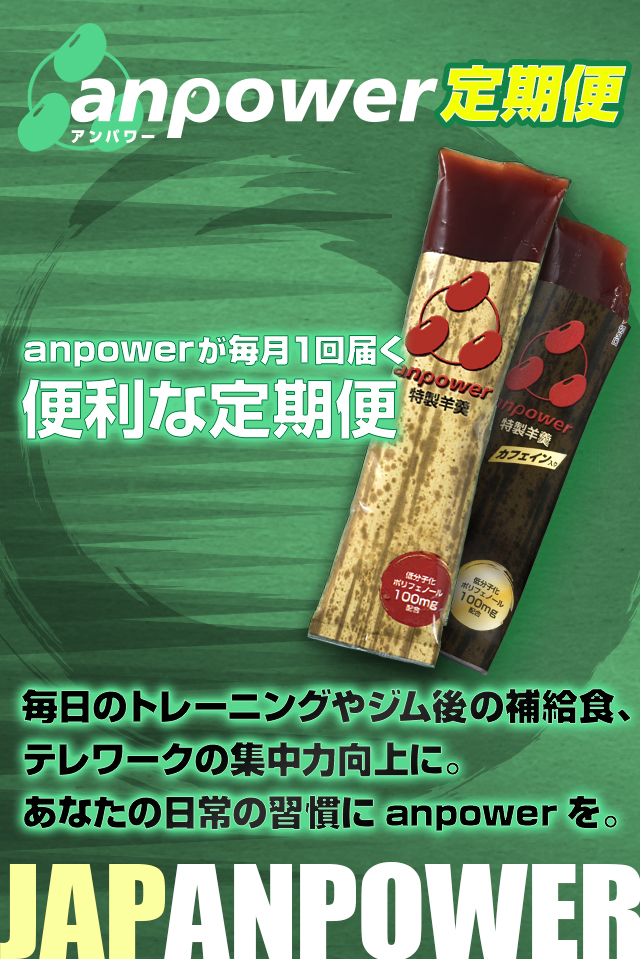 anpower 定期便
アンパワー
anpowerが毎月1回届く
便利な定期便
anpower
特製羊羹
低分子化
ポリフェノール
100mg
配合
anpower
特製羊羹
カフェイン入り
低分子化
ポリフェノール
100mg
配合
毎日のトレーニングやジム後の補給食、
テレワークの集中力向上に。
あなたの日常の習慣に anpower を。
JAPANPOWER